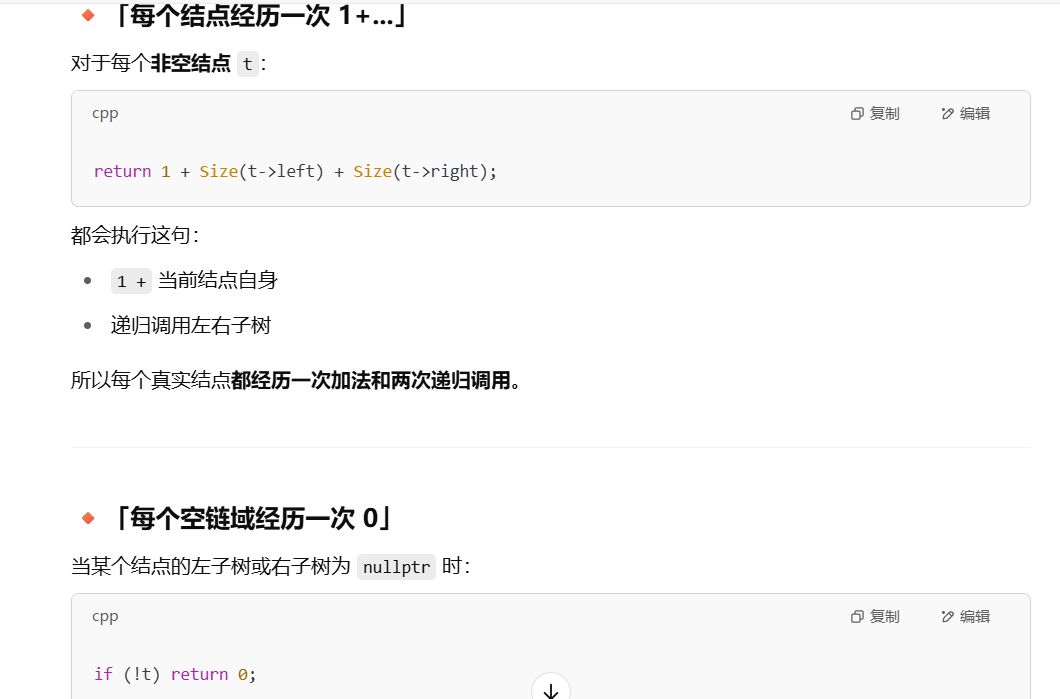 「每个结点经历一次 1+...」
对于每个非空结点 t：
cpp
复制
编辑
return 1 + Size(t->left) + Size(t->right);
都会执行这句：
1 + 当前结点自身
递归调用左右子树
所以每个真实结点都经历一次加法和两次递归调用。
「每个空链域经历一次 0」
当某个结点的左子树或右子树为 nullptr 时：
cpp
复制
编辑
if (!t) return 0;